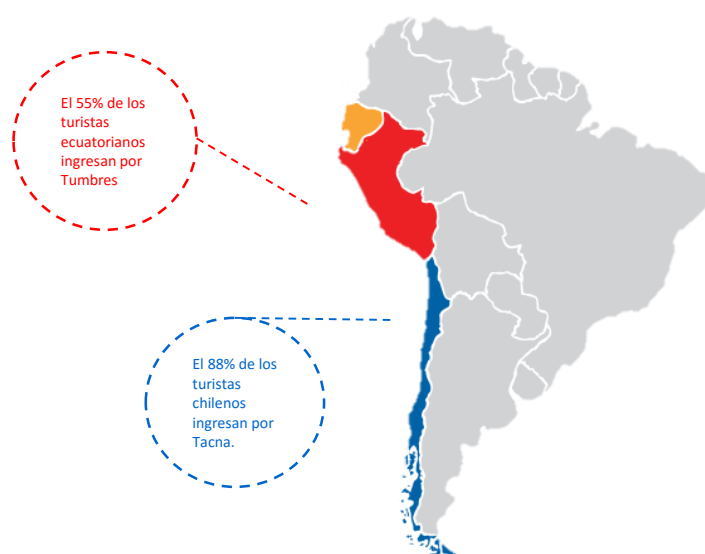 El 55% de los
turistas
ecuatorianos
ingresan por
Tumbres
El 88% de los
turistas
chilenos
ingresan por
Tacna.